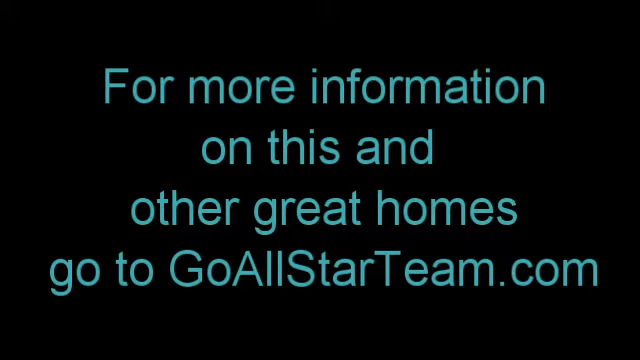 For more information
on this and
other great homes
go to GoAllStarTeam.com